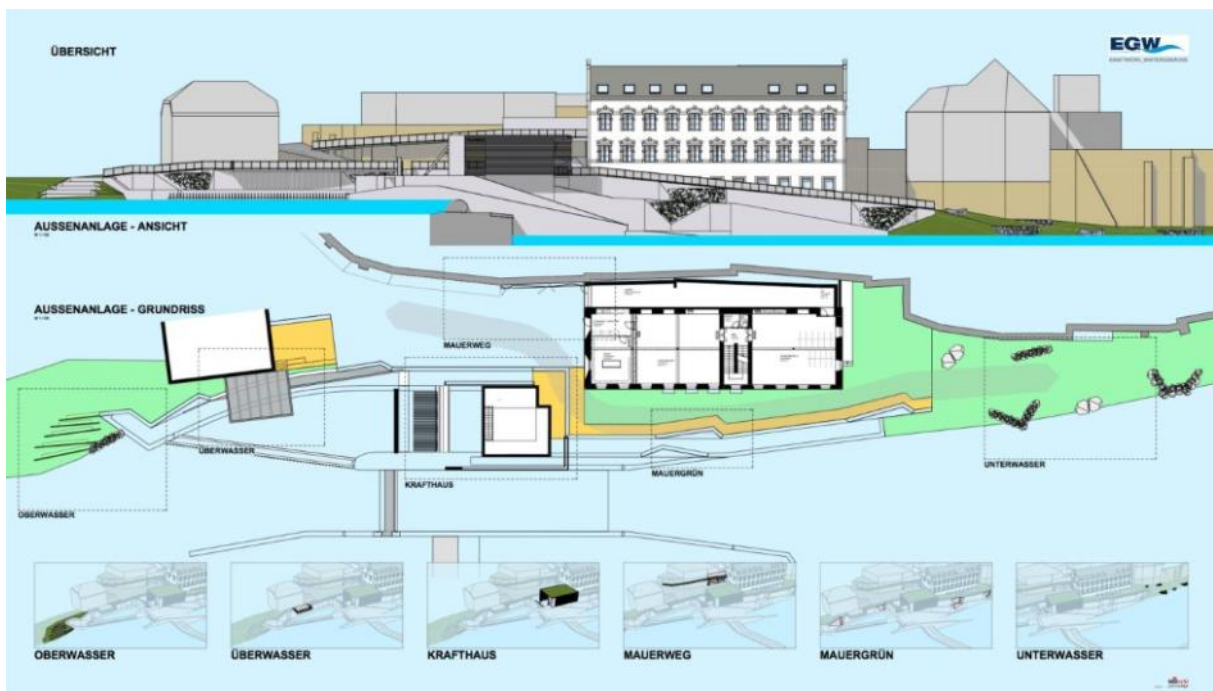 ÜBERSICHT
EGW
AUSSENANLAGE - ANSICHT
AUSSENANLAGE - GRUNDRISS
MAUERWEG
ÜBERWASSER
OBERWASSER
KRAFTHAUS
MAUERGRÜN
UNTERWASSER
OBERWASSER
ÜBERWASSER
KRAFTHAUS
MAUERWEG
MAUERGRÜN
UNTERWASSER